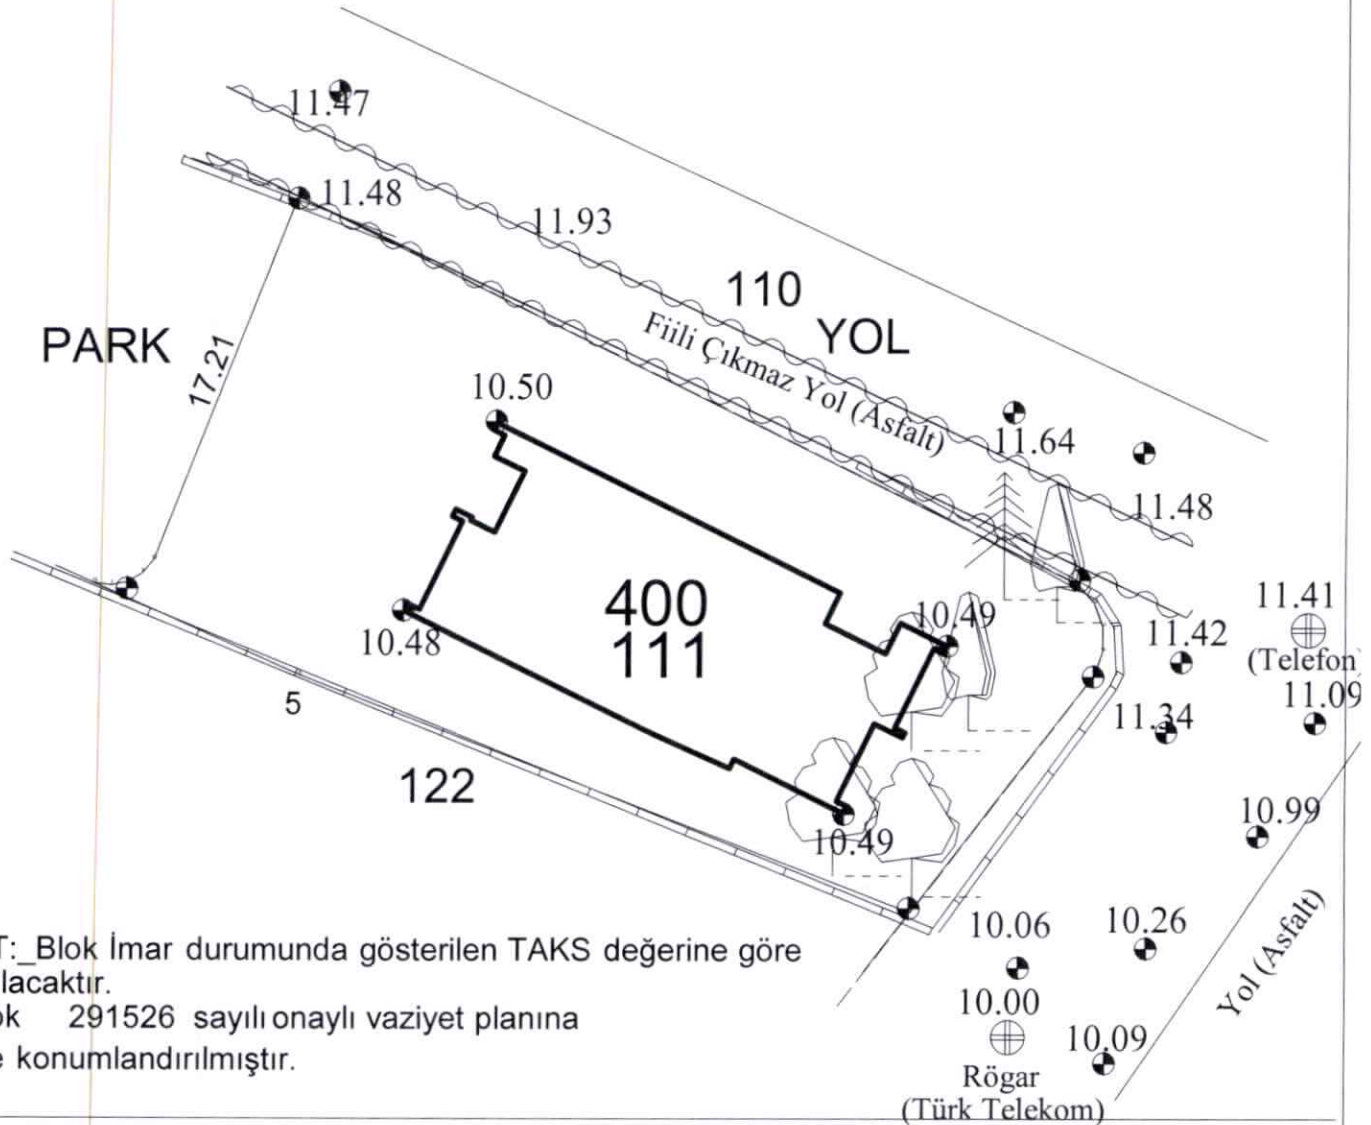 11.47
11.48
11.93
110
YOL
Fiili Çıkmaz Yol (Asfalt)
PARK
17.21
10.50
11.64
11.48
400
111
10.49
11.41
(Telefon)
11.42
11.09
11.34
10.48
5
122
10.49
10.99
10.06
10.26
10.00
10.09
Rögar
(Türk Telekom)
Yol (Asfalt)
T:_Blok İmar durumunda gösterilen TAKS değerine göre
lacaktır.
ok 291526 sayılı onaylı vaziyet planına
e konumlandırılmıştır.